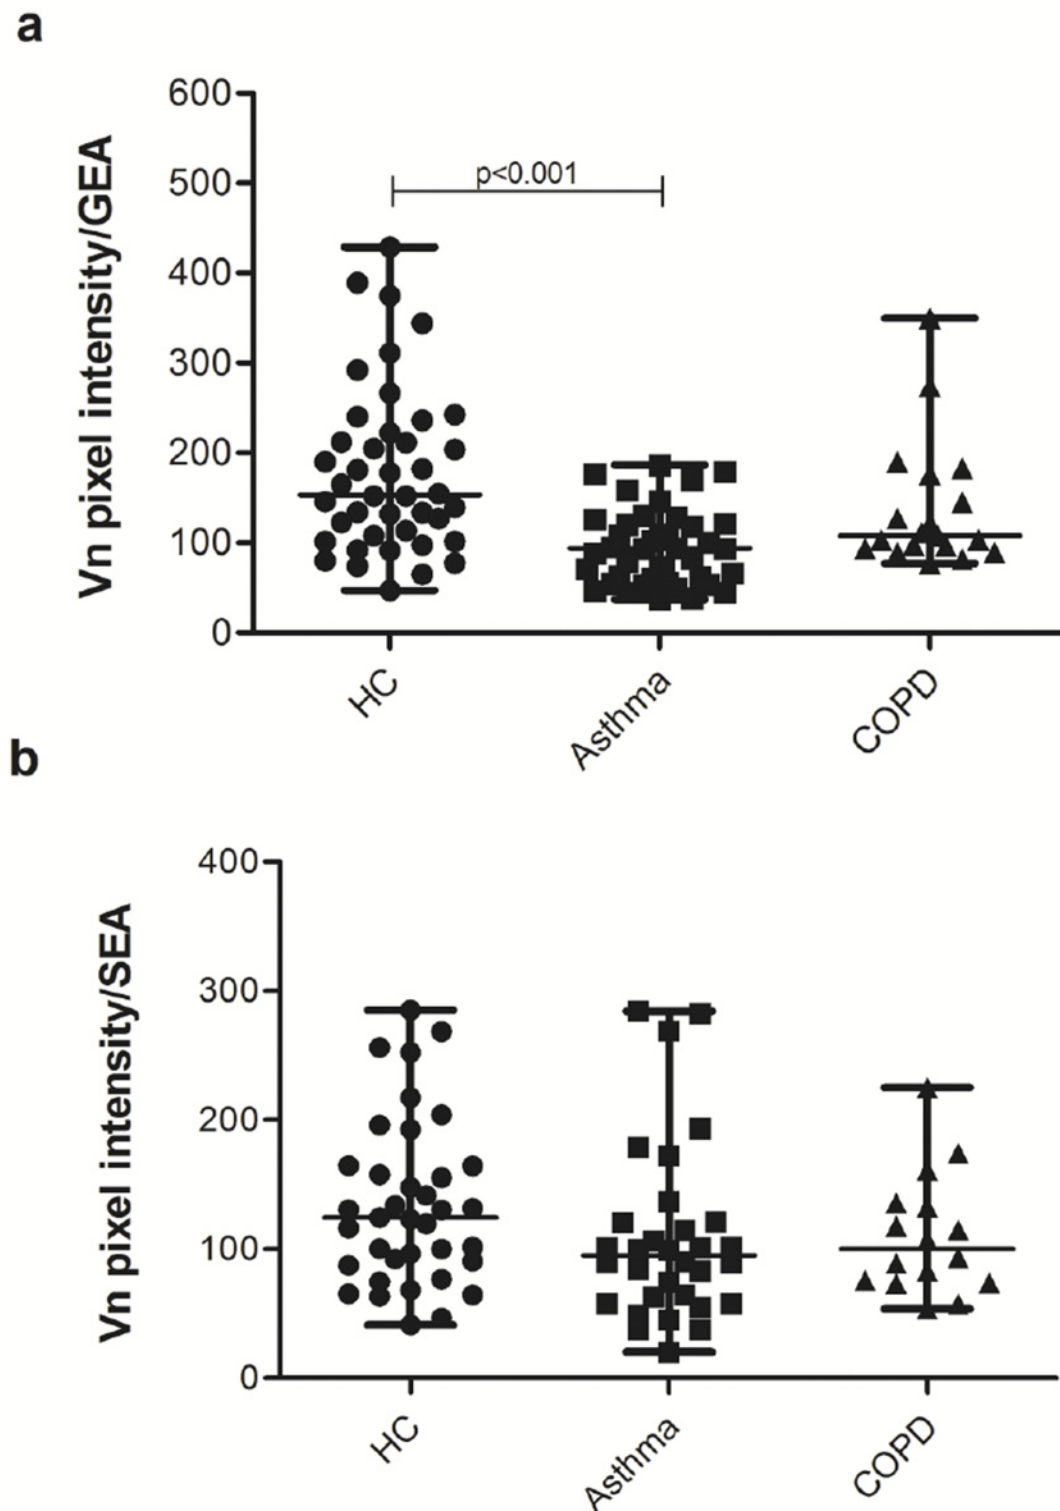 a
Vn pixel intensity/GEA
600
500
400
300
200
100
0
p<0.001
HC
Asthma
COPD
b
Vn pixel intensity/SEA
400
300
200
100
0
HC
Asthma
COPD